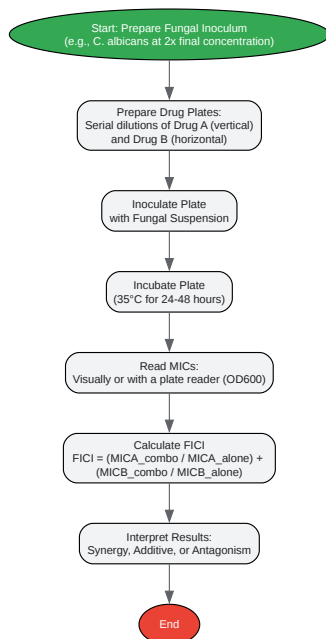 Start: Prepare Fungal Inoculum
(e.g., C. albicans at 2x final concentration)
Prepare Drug Plates:
Serial dilutions of Drug A (vertical)
and Drug B (horizontal)
Inoculate Plate
with Fungal Suspension
Incubate Plate
(35°C for 24-48 hours)
Read MICs:
Visually or with a plate reader (OD600)
Calculate FICI
FICI = (MICA_combo / MICA_alone) +
(MICB_combo / MICB_alone)
Interpret Results:
Synergy, Additive, or Antagonism
End